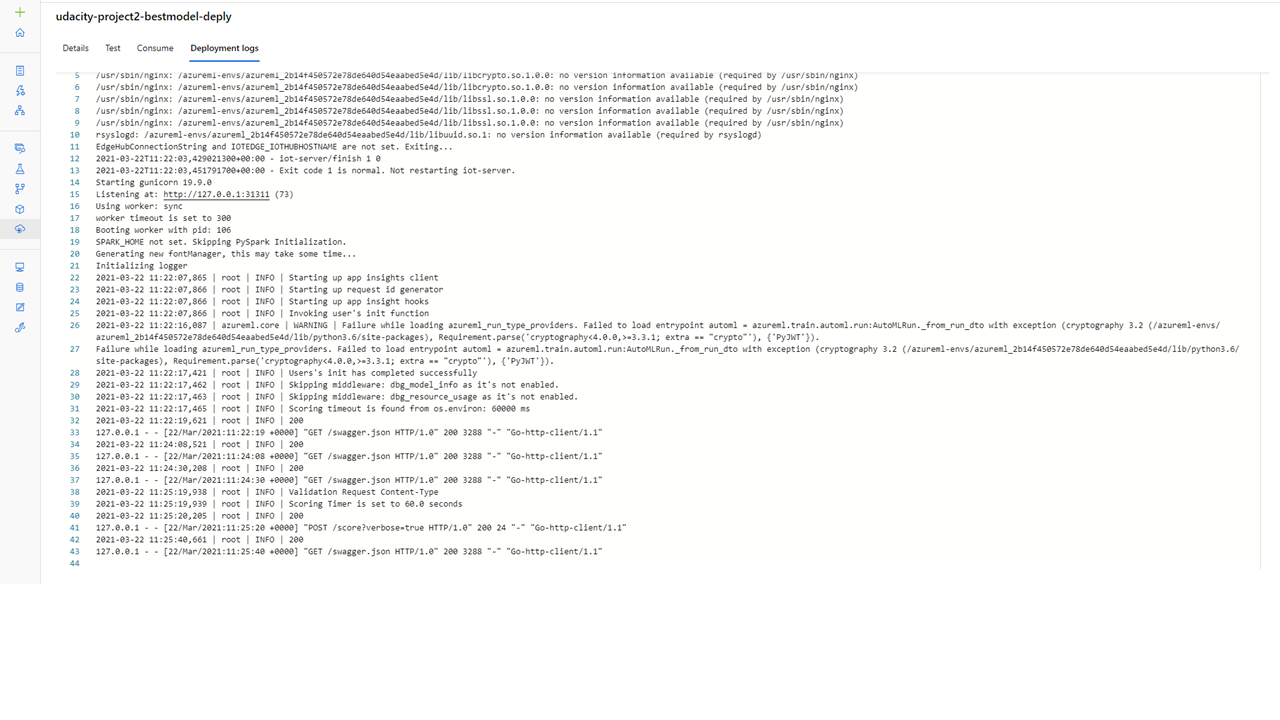 udacity-project2-bestmodel-deply
Details Test Consume Deployment logs
5 /usr/sbin/nginx: /azureml-envs/azureml_2b14f450572e78de640d54eaabed5e4d/lib/libcrypto.so.1.0.0: no version information available (required by /usr/sbin/nginx)
6 /usr/sbin/nginx: /azureml-envs/azureml_2b14f450572e78de640d54eaabed5e4d/lib/libcrypto.so.1.0.0: no version information available (required by /usr/sbin/nginx)
7 /usr/sbin/nginx: /azureml-envs/azureml_2b14f450572e78de640d54eaabed5e4d/lib/libssl.so.1.0.0: no version information available (required by /usr/sbin/nginx)
8 /usr/sbin/nginx: /azureml-envs/azureml_2b14f450572e78de640d54eaabed5e4d/lib/libssl.so.1.0.0: no version information available (required by /usr/sbin/nginx)
9 /usr/sbin/nginx: /azureml-envs/azureml_2b14f450572e78de640d54eaabed5e4d/lib/libssl.so.1.0.0: no version information available (required by /usr/sbin/nginx)
10 rsyslogd: /azureml-envs/azureml_2b14f450572e78de640d54eaabed5e4d/lib/libuuid.so.1: no version information available (required by rsyslogd)
11 EdgeHubConnectionString and IOTEDGE_IOTHUBHOSTNAME are not set. Exiting...
12 2021-03-22T11:22:03,429021300+00:00 - iot-server/finish 1 0
13 2021-03-22T11:22:03,451791700+00:00 - Exit code 1 is normal. Not restarting iot-server.
14 Starting gunicorn 19.9.0
15 Listening at: http://127.0.0.1:31311 (73)
16 Using worker: sync
17 worker timeout is set to 300
18 Booting worker with pid: 106
19 SPARK_HOME not set. Skipping PySpark Initialization.
20 Generating new fontManager, this may take some time...
21 Initializing logger
22 2021-03-22 11:22:07,865 | root | INFO | Starting up app insights client
23 2021-03-22 11:22:07,866 | root | INFO | Starting up request id generator
24 2021-03-22 11:22:07,866 | root | INFO | Starting up app insight hooks
25 2021-03-22 11:22:07,866 | root | INFO | Invoking user's init function
26 2021-03-22 11:22:16,087 | azureml.core | WARNING | Failure while loading azureml_run_type_providers. Failed to load entrypoint automl = azureml.train.automl.run:AutoMLRun._from_run_dto with exception (cryptography 3.2 (/azureml-envs/
azureml_2b14f450572e78de640d54eaabed5e4d/lib/python3.6/site-packages), Requirement.parse('cryptography<4.0.0,>=3.3.1; extra == "crypto"'), {'PyJWT'}).
27 Failure while loading azureml_run_type_providers. Failed to load entrypoint automl = azureml.train.automl.run:AutoMLRun._from_run_dto with exception (cryptography 3.2 (/azureml-envs/azureml_2b14f450572e78de640d54eaabed5e4d/lib/python3.6/
site-packages), Requirement.parse('cryptography<4.0.0,>=3.3.1; extra == "crypto"'), {'PyJWT'}).
28 2021-03-22 11:22:17,421 | root | INFO | Users's init has completed successfully
29 2021-03-22 11:22:17,462 | root | INFO | Skipping middleware: dbg_model_info as it's not enabled.
30 2021-03-22 11:22:17,463 | root | INFO | Skipping middleware: dbg_resource_usage as it's not enabled.
31 2021-03-22 11:22:17,465 | root | INFO | Scoring timeout is found from os.environ: 60000 ms
32 2021-03-22 11:22:19,621 | root | INFO | 200
33 127.0.0.1 - - [22/Mar/2021:11:22:19 +0000] "GET /swagger.json HTTP/1.0" 200 3288 "-" "Go-http-client/1.1"
34 2021-03-22 11:24:08,521 | root | INFO | 200
35 127.0.0.1 - - [22/Mar/2021:11:24:08 +0000] "GET /swagger.json HTTP/1.0" 200 3288 "-" "Go-http-client/1.1"
36 2021-03-22 11:24:30,208 | root | INFO | 200
37 127.0.0.1 - - [22/Mar/2021:11:24:30 +0000] "GET /swagger.json HTTP/1.0" 200 3288 "-" "Go-http-client/1.1"
38 2021-03-22 11:25:19,938 | root | INFO | Validation Request Content-Type
39 2021-03-22 11:25:19,939 | root | INFO | Scoring Timer is set to 60.0 seconds
40 2021-03-22 11:25:20,205 | root | INFO | 200
41 127.0.0.1 - - [22/Mar/2021:11:25:20 +0000] "POST /score?verbose=true HTTP/1.0" 200 24 "-" "Go-http-client/1.1"
42 2021-03-22 11:25:40,661 | root | INFO | 200
43 127.0.0.1 - - [22/Mar/2021:11:25:40 +0000] "GET /swagger.json HTTP/1.0" 200 3288 "-" "Go-http-client/1.1"
44